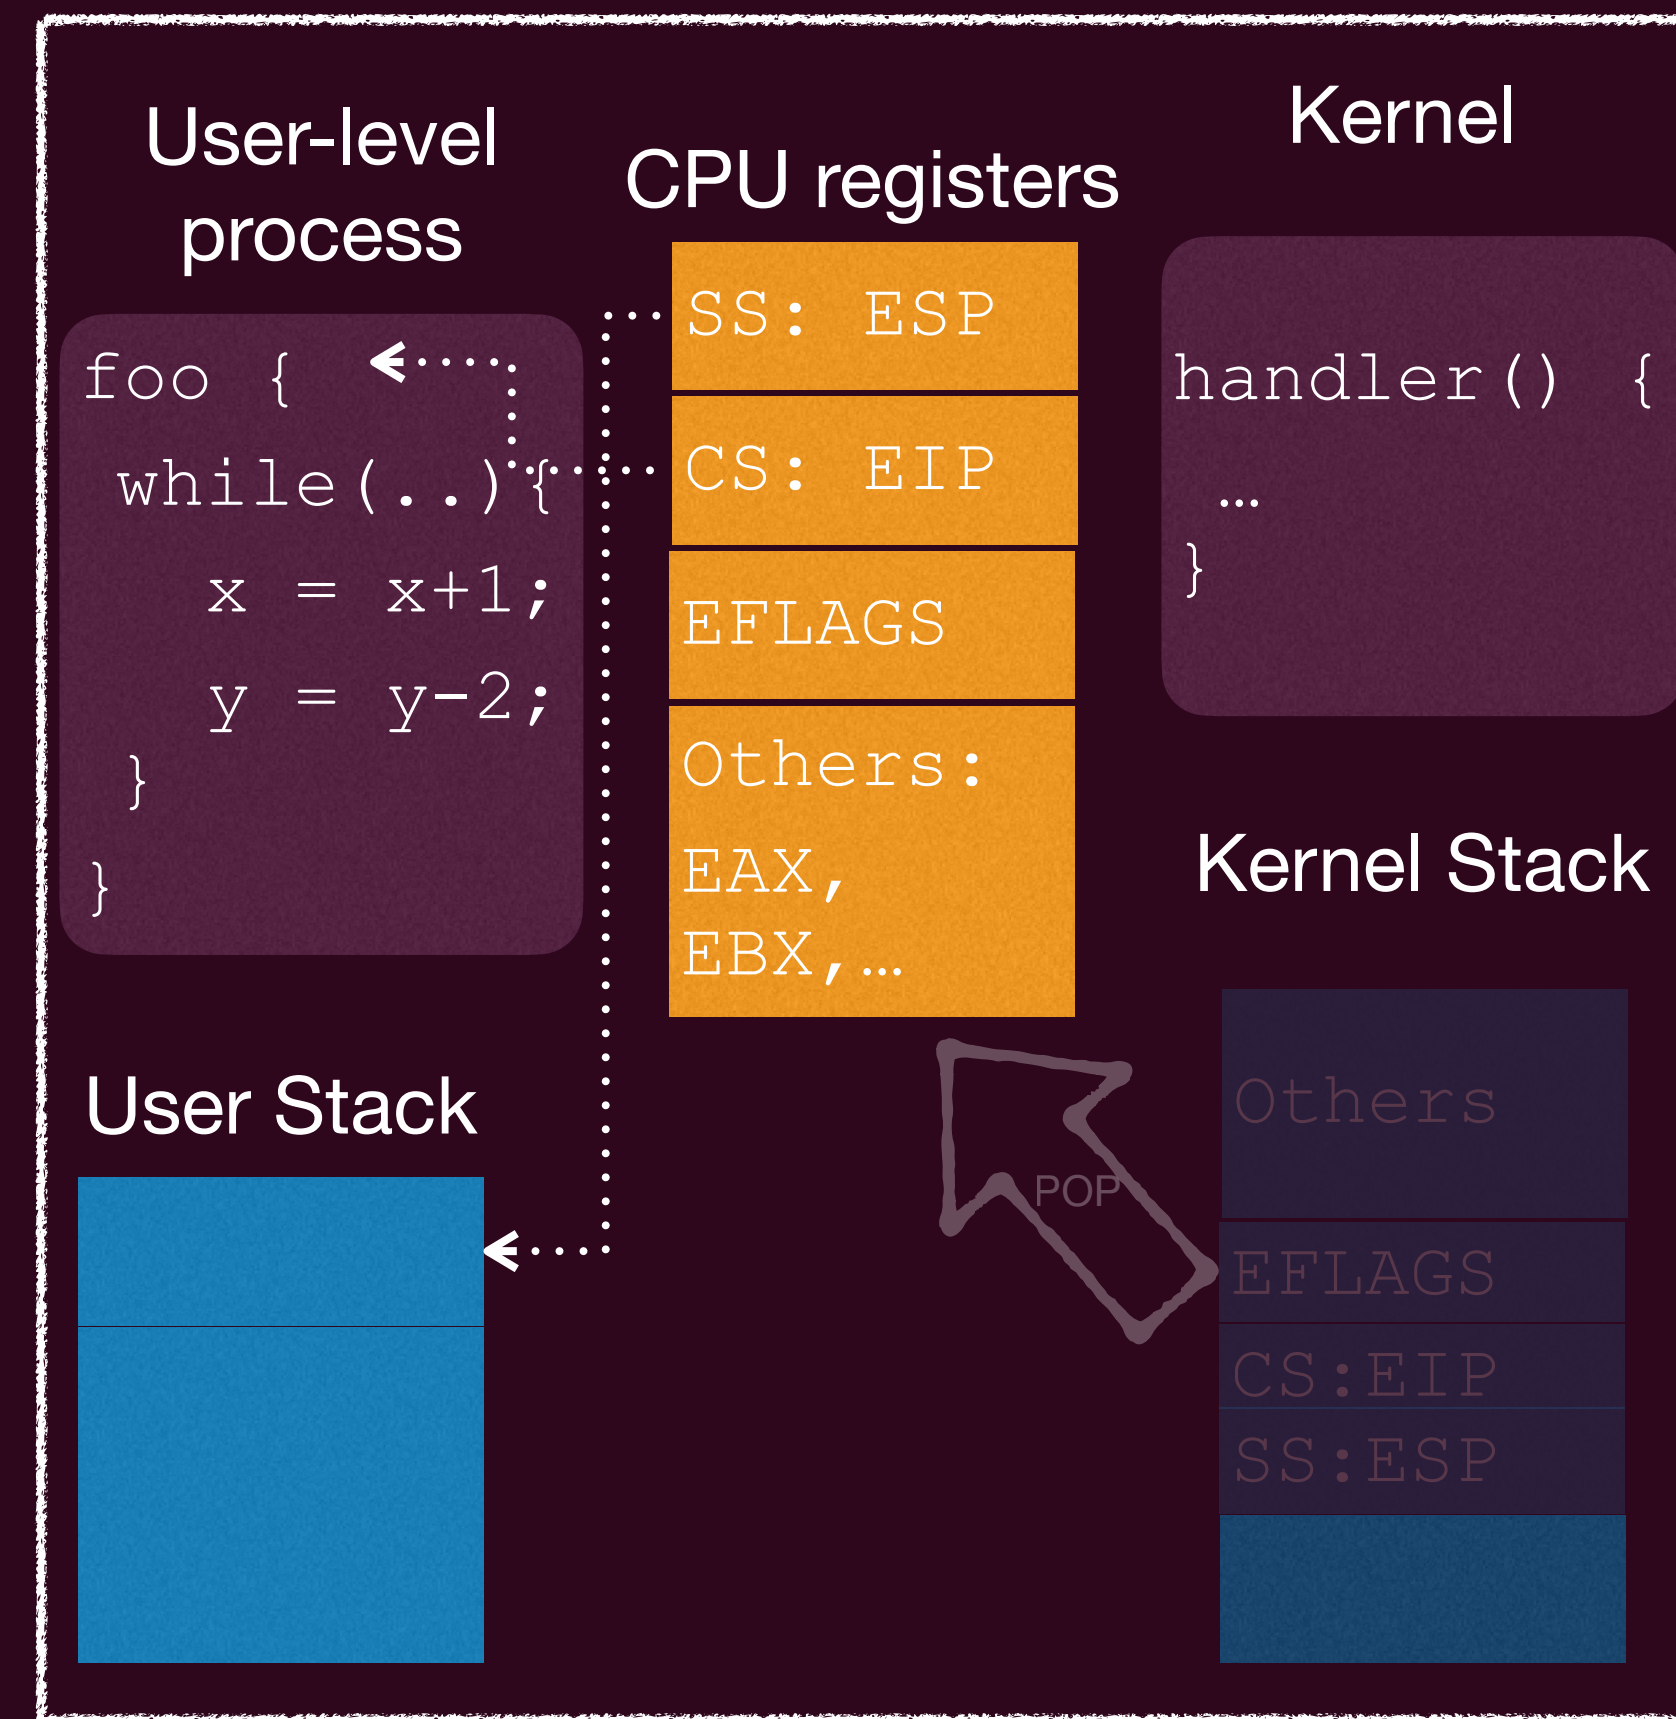 User-level
process
foo {
while(..){
x = x+1;
y = y-2;
}
}
User Stack
CPU registers
SS: ESP
CS: EIP
EFLAGS
Others:
EAX,
EBX,…
POP
Kernel
handler() {
…
}
Kernel Stack
Others
EFLAGS
CS:EIP
SS:ESP